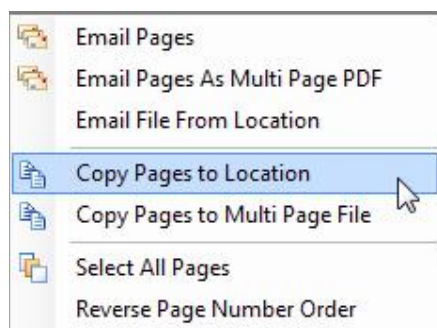 Email Pages
Email Pages As Multi Page PDF
Email File From Location
Copy Pages to Location
Copy Pages to Multi Page File
Select All Pages
Reverse Page Number Order